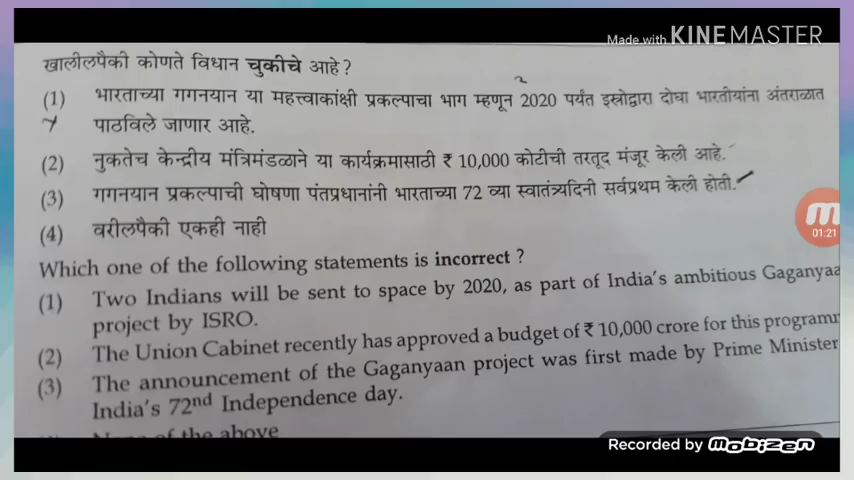 Made with KINEMASTER
खालीलपैकी कोणते विधान चुकीचे आहे ?
(1) भारताच्या गगनयान या महत्त्वाकांक्षी प्रकल्पाचा भाग म्हणून 2020 पर्यंत इस्रोद्वारा दोघा भारतीयांना अंतराळात
पाठविले जाणार आहे.
(2) नुकतेच केन्द्रीय मंत्रिमंडळाने या कार्यक्रमासाठी ₹ 10,000 कोटीची तरतूद मंजूर केली आहे.
(3) गगनयान प्रकल्पाची घोषणा पंतप्रधानांनी भारताच्या 72 व्या स्वातंत्र्यदिनी सर्वप्रथम केली होती.
(4) वरीलपैकी एकही नाही
01:21
Which one of the following statements is incorrect ?
(1) Two Indians will be sent to space by 2020, as part of India's ambitious Gaganyaa
project by ISRO.
(2) The Union Cabinet recently has approved a budget of ₹ 10,000 crore for this programm
(3) The announcement of the Gaganyaan project was first made by Prime Minister
India's 72nd Independence day.
None of the above
Recorded by mobizen